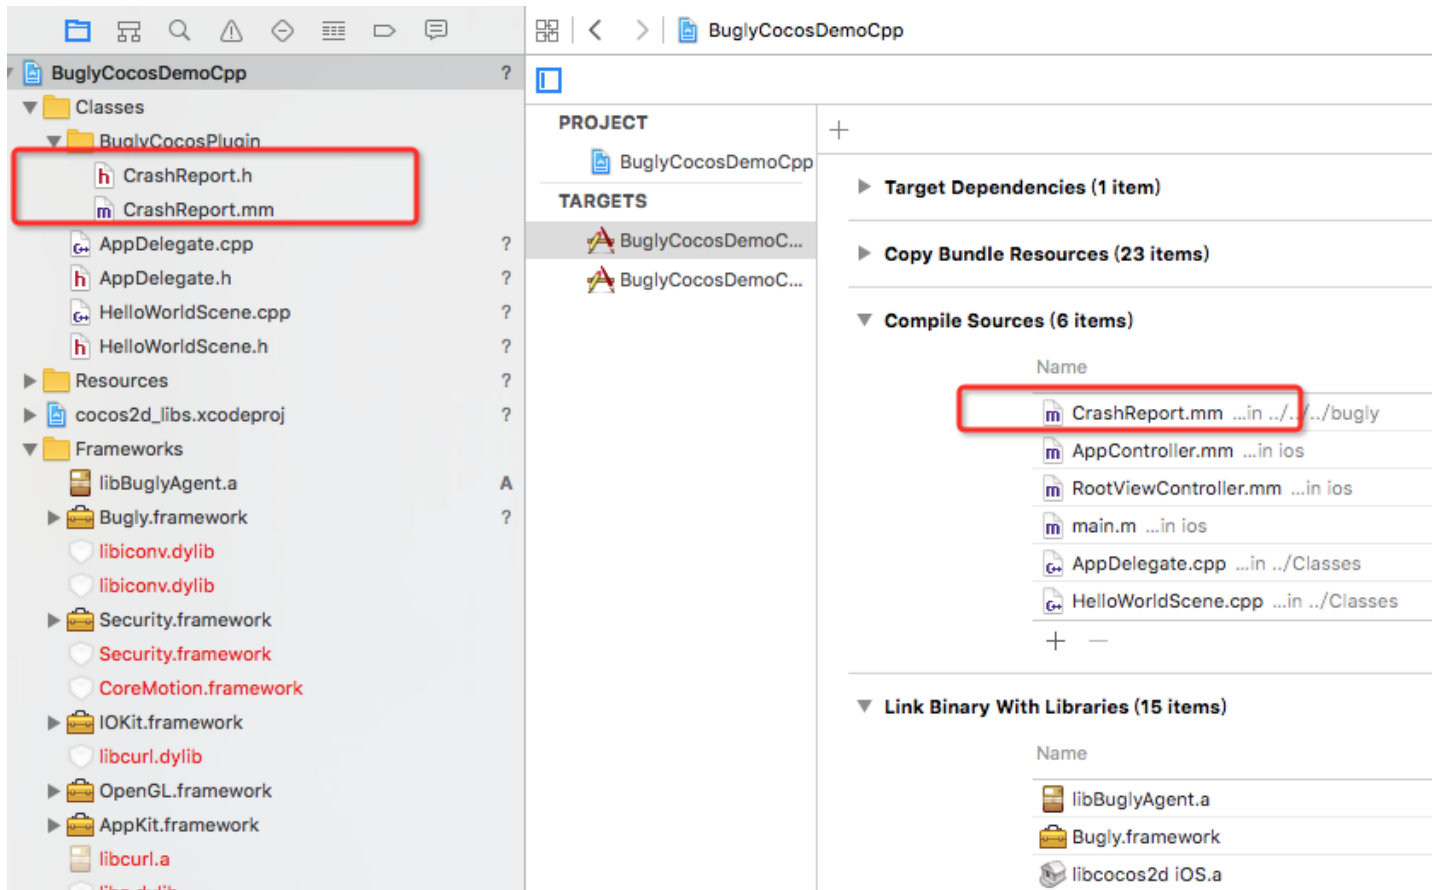 BuglyCocosDemoCpp ?
Classes
BuglyCocosPlugin
CrashReport.h
CrashReport.mm
AppDelegate.cpp ?
AppDelegate.h ?
HelloWorldScene.cpp ?
HelloWorldScene.h ?
Resources ?
cocos2d_libs.xcodeproj ?
Frameworks
libBuglyAgent.a A
Bugly.framework ?
libiconv.dylib
libiconv.dylib
Security.framework
Security.framework
CoreMotion.framework
IOKit.framework
libcurl.dylib
OpenGL.framework
AppKit.framework
libcurl.a
BuglyCocosDemoCpp
PROJECT
BuglyCocosDemoCpp
TARGETS
BuglyCocosDemoC...
BuglyCocosDemoC...
Target Dependencies (1 item)
Copy Bundle Resources (23 items)
Compile Sources (6 items)
Name
CrashReport.mm ...in ../../../bugly
AppController.mm ...in ios
RootViewController.mm ...in ios
main.m ...in ios
AppDelegate.cpp ...in ../Classes
HelloWorldScene.cpp ...in ../Classes
Link Binary With Libraries (15 items)
Name
libBuglyAgent.a
Bugly.framework
libcocos2d iOS.a